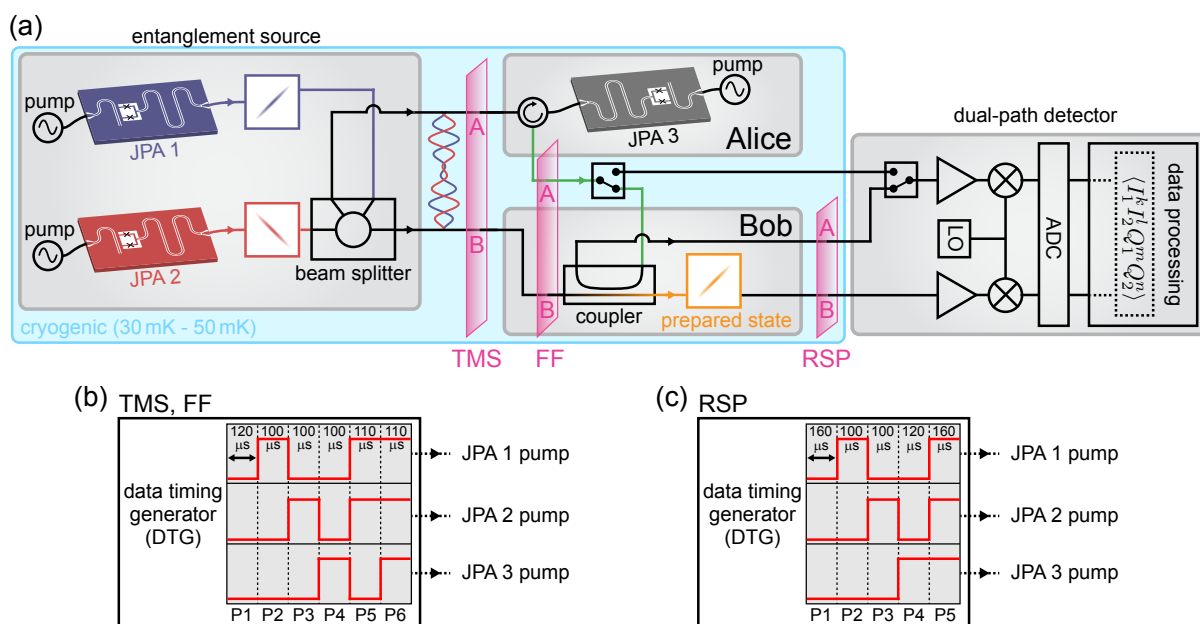 (a)
entanglement source
pump
JPA 1
pump
JPA 2
beam splitter
cryogenic (30 mK - 50 mK)
A
B
TMS
pump
JPA 3
Alice
A
B
FF
Bob
coupler
prepared state
A
B
RSP
dual-path detector
LO
ADC
data processing
⟨I₁ᵏI₂ˡQ₁ᵐQ₂ⁿ⟩
(b)
TMS, FF
data timing
generator
(DTG)
120 100 100 100 110 110
µs µs µs µs µs µs
JPA 1 pump
JPA 2 pump
JPA 3 pump
P1 P2 P3 P4 P5 P6
(c)
RSP
data timing
generator
(DTG)
160 100 100 120 160
µs µs µs µs µs
JPA 1 pump
JPA 2 pump
JPA 3 pump
P1 P2 P3 P4 P5